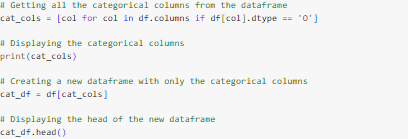 # Getting all the categorical columns from the dataframe
cat_cols = [col for col in df.columns if df[col].dtype == 'O']
# Displaying the categorical columns
print(cat_cols)
# Creating a new dataframe with only the categorical columns
cat_df = df[cat_cols]
# Displaying the head of the new dataframe
cat_df.head()